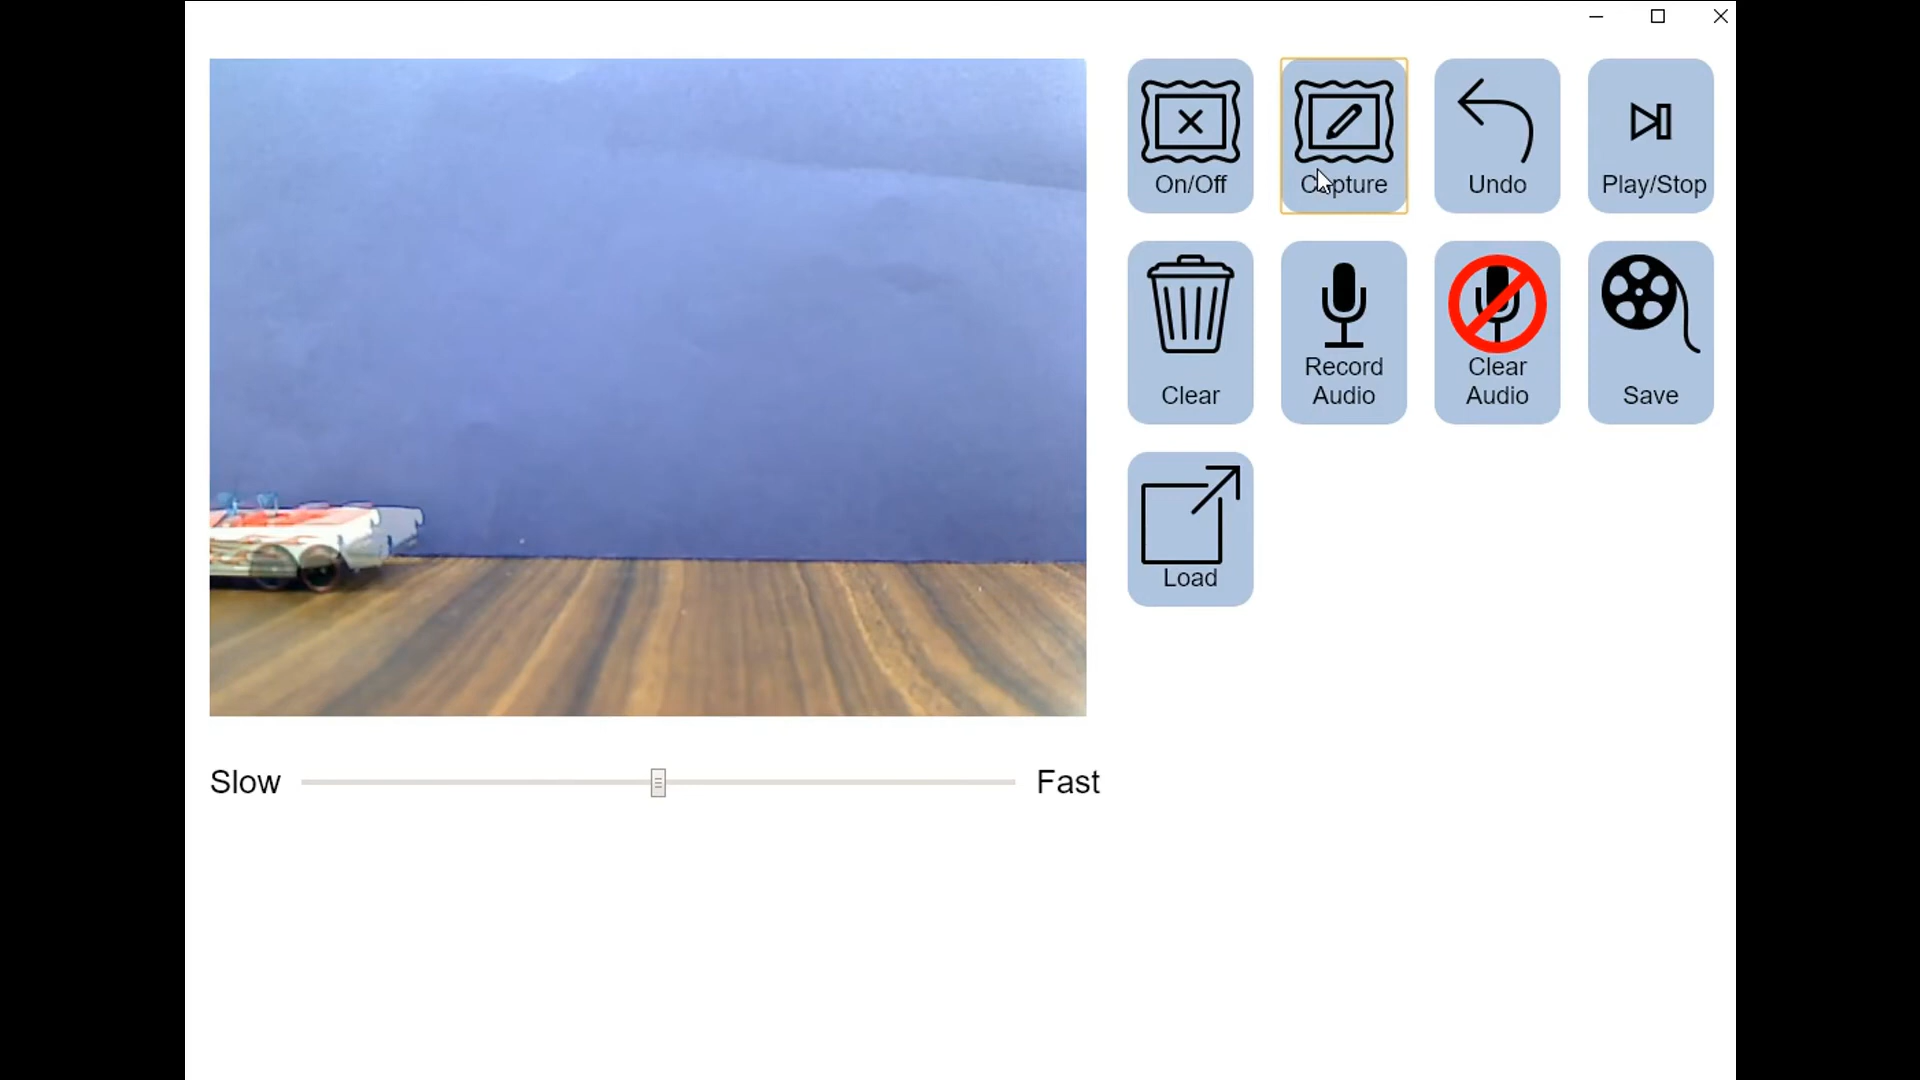 On/Off
Capture
Undo
Play/Stop
Clear
Record
Audio
Clear
Audio
Save
Load
Slow
Fast